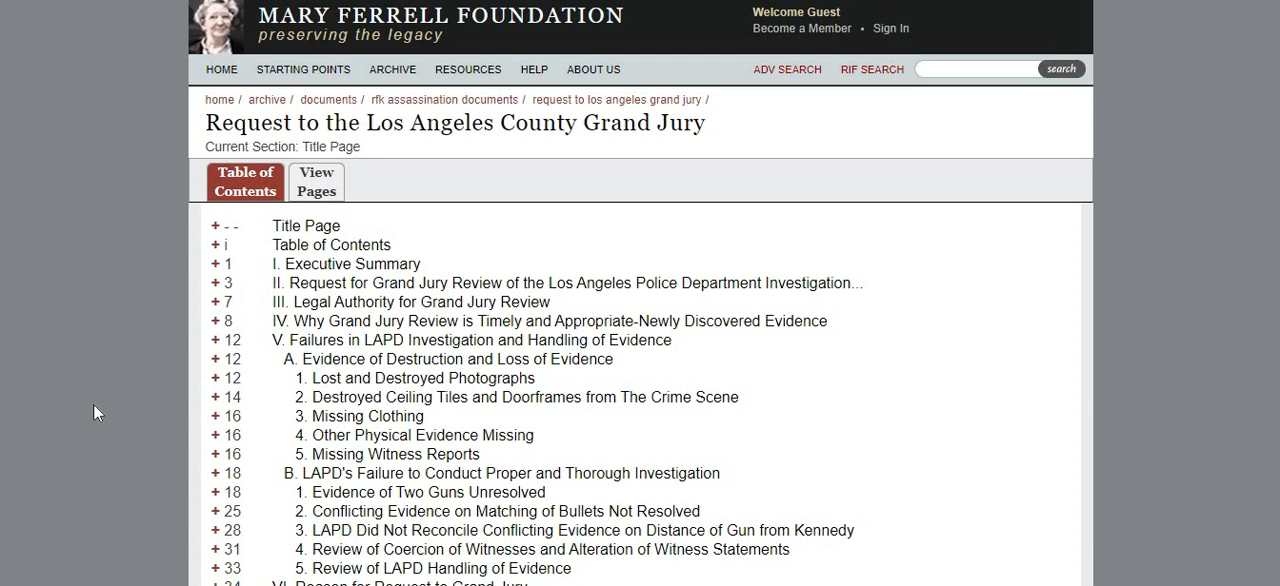 MARY FERRELL FOUNDATION
preserving the legacy
Welcome Guest
Become a Member • Sign In
HOME STARTING POINTS ARCHIVE RESOURCES HELP ABOUT US ADV SEARCH RIF SEARCH search
home / archive / documents / rfk assassination documents / request to los angeles grand jury /
Request to the Los Angeles County Grand Jury
Current Section: Title Page
Table of Contents
View Pages
+ - - Title Page
+ i Table of Contents
+ 1 I. Executive Summary
+ 3 II. Request for Grand Jury Review of the Los Angeles Police Department Investigation...
+ 7 III. Legal Authority for Grand Jury Review
+ 8 IV. Why Grand Jury Review is Timely and Appropriate-Newly Discovered Evidence
+ 12 V. Failures in LAPD Investigation and Handling of Evidence
+ 12 A. Evidence of Destruction and Loss of Evidence
+ 12 1. Lost and Destroyed Photographs
+ 14 2. Destroyed Ceiling Tiles and Doorframes from The Crime Scene
+ 16 3. Missing Clothing
+ 16 4. Other Physical Evidence Missing
+ 16 5. Missing Witness Reports
+ 18 B. LAPD's Failure to Conduct Proper and Thorough Investigation
+ 18 1. Evidence of Two Guns Unresolved
+ 25 2. Conflicting Evidence on Matching of Bullets Not Resolved
+ 28 3. LAPD Did Not Reconcile Conflicting Evidence on Distance of Gun from Kennedy
+ 31 4. Review of Coercion of Witnesses and Alteration of Witness Statements
+ 33 5. Review of LAPD Handling of Evidence
+ 34 VI. Reason for Request to Grand Jury